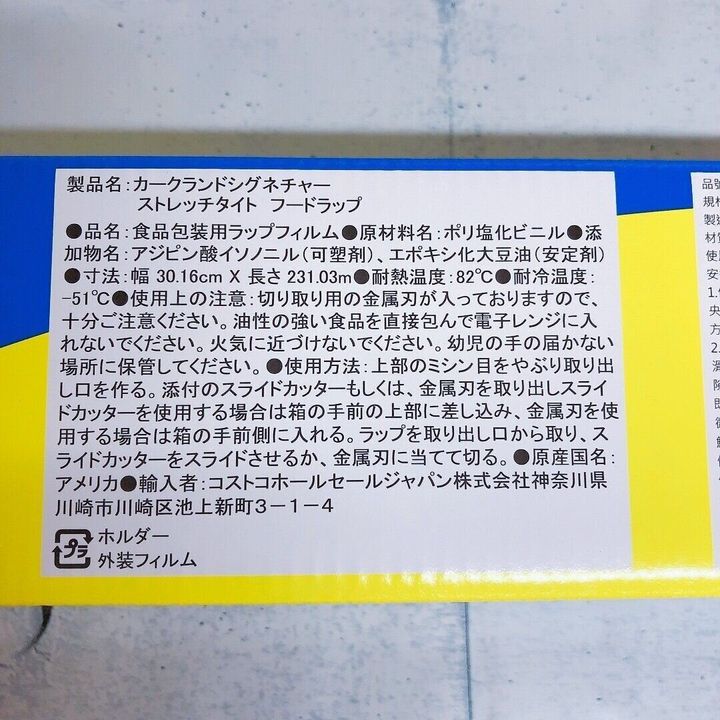 製品名：カークランドシグネチャー
ストレッチタイト　フードラップ
●品名：食品包装用ラップフィルム●原材料名：ポリ塩化ビニル●添
加物名：アジピン酸イソノニル（可塑剤）、エポキシ化大豆油（安定剤）
●寸法：幅 30.16cm X 長さ 231.03m●耐熱温度：82℃●耐冷温度：
-51℃●使用上の注意：切り取り用の金属刃が入っておりますので、
十分ご注意ください。油性の強い食品を直接包んで電子レンジに入
れないでください。火気に近づけないでください。幼児の手の届かない
場所に保管してください。●使用方法：上部のミシン目をやぶり取り出
し口を作る。添付のスライドカッターもしくは、金属刃を取り出しスライ
ドカッターを使用する場合は箱の手前の上部に差し込み、金属刃を使
用する場合は箱の手前側に入れる。ラップを取り出し口から取り、ス
ライドカッターをスライドさせるか、金属刃に当てて切る。●原産国名：
アメリカ●輸入者：コストコホールセールジャパン株式会社神奈川県
川崎市川崎区池上新町３－１－４
プラ
ホルダー
外装フィルム
品號
規格
製造
材質
使用
安
1.
央
方
2.